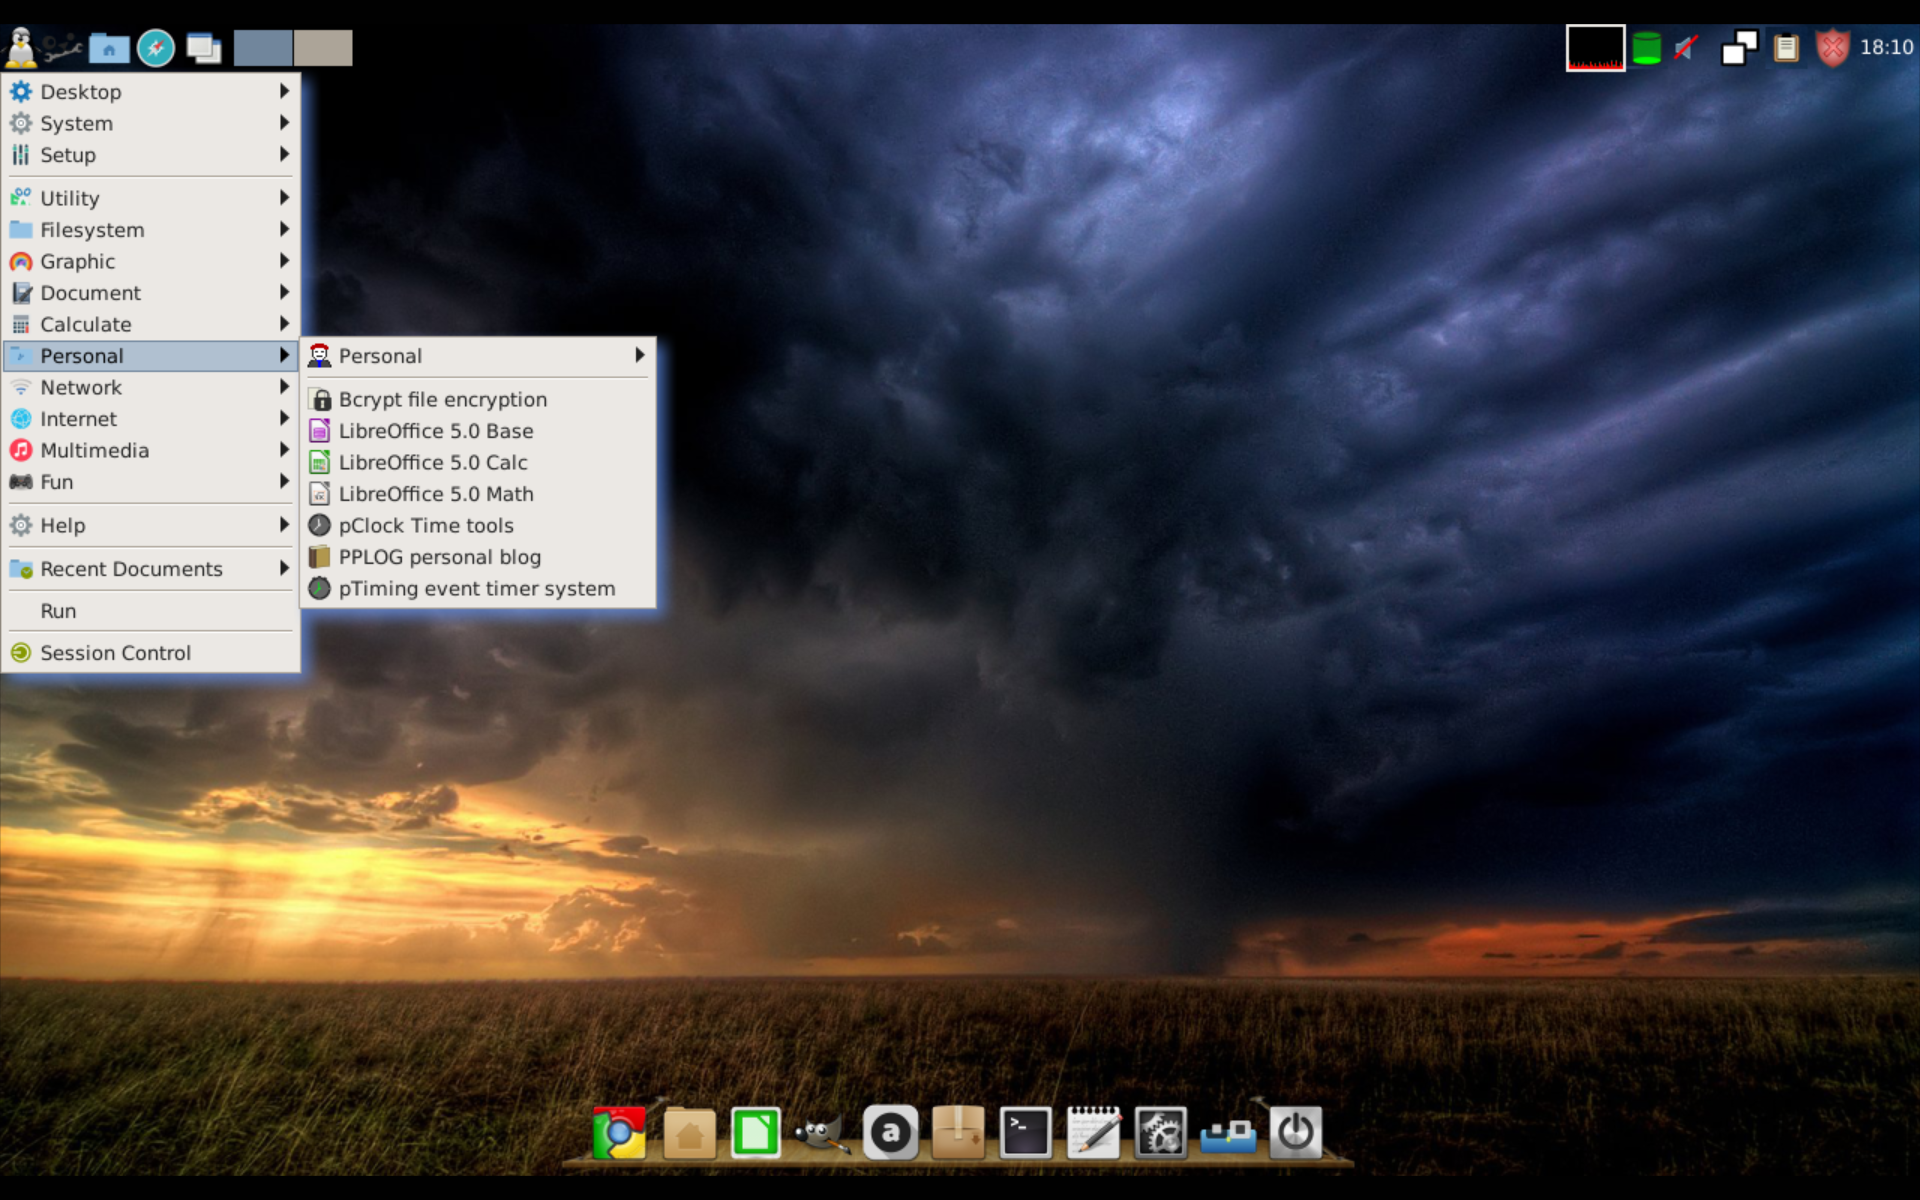 18:10
Desktop
System
Setup
Utility
Filesystem
Graphic
Document
Calculate
Personal
Network
Internet
Multimedia
Fun
Help
Recent Documents
Run
Session Control
Personal
Bcrypt file encryption
LibreOffice 5.0 Base
LibreOffice 5.0 Calc
LibreOffice 5.0 Math
pClock Time tools
PPLOG personal blog
pTiming event timer system
>_
a